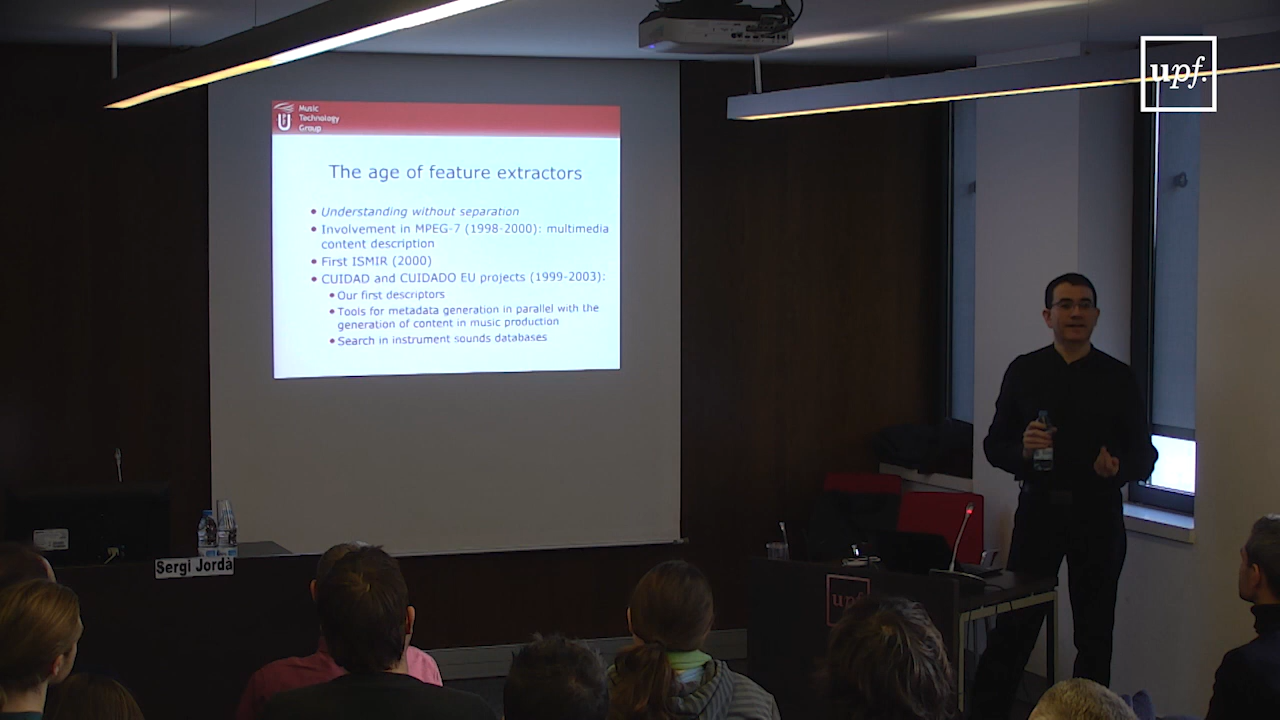 Music
Technology
Group
The age of feature extractors
Understanding without separation
Involvement in MPEG-7 (1998-2000): multimedia
content description
First ISMIR (2000)
CUIDAD and CUIDADO EU projects (1999-2003):
Our first descriptors
Tools for metadata generation in parallel with the
generation of content in music production
Search in instrument sounds databases
upf.
Sergi Jordà
upf.